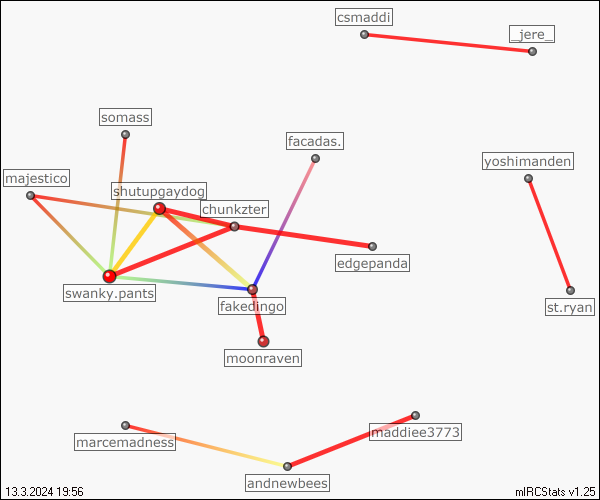 csmaddi
_jere_
somass
facadas.
yoshimanden
majestico
shutupgaydog
chunkzter
edgepanda
swanky.pants
fakedingo
st.ryan
moonraven
maddiee3773
marcemadness
andnewbees
13.3.2024 19:56
mIRCStats v1.25